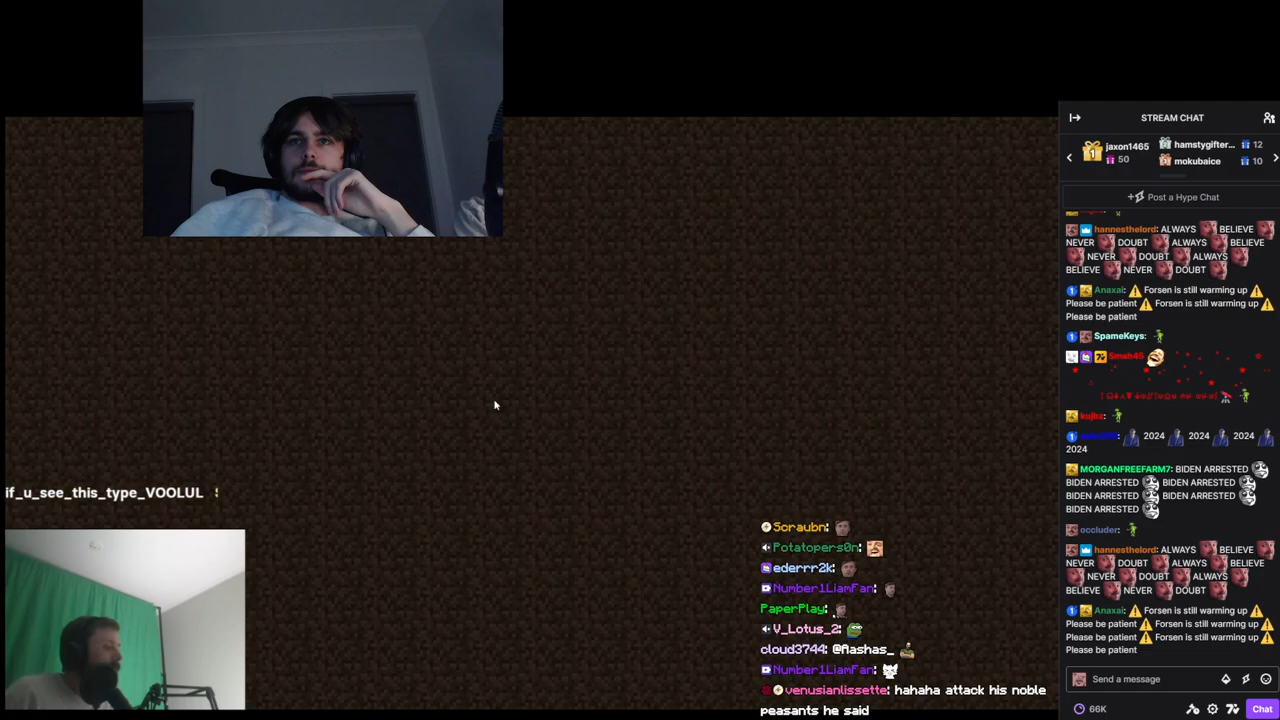 STREAM CHAT
jaxon1465
50
hamstygifter... 12
mokubaice 10
Post a Hype Chat
hannesthelord: ALWAYS BELIEVE
NEVER DOUBT ALWAYS
BELIEVE
NEVER DOUBT ALWAYS
BELIEVE NEVER DOUBT
Anaxai: ⚠️ Forsen is still warming up ⚠️
Please be patient ⚠️ Forsen is still warming up ⚠️
Please be patient
SpameKeys:
Smah45
kujita:
2024 2024 2024
2024
MORGANFREEFARM7: BIDEN ARRESTED
BIDEN ARRESTED BIDEN ARRESTED
BIDEN ARRESTED BIDEN ARRESTED
BIDEN ARRESTED
occluder:
hannesthelord: ALWAYS BELIEVE
NEVER DOUBT ALWAYS BELIEVE
NEVER DOUBT ALWAYS
BELIEVE NEVER DOUBT
Anaxai: ⚠️ Forsen is still warming up ⚠️
Please be patient ⚠️ Forsen is still warming up ⚠️
Please be patient ⚠️ Forsen is still warming up ⚠️
Please be patient
Send a message
66K
Chat
if_u_see_this_type_VOOLUL
Scraubn:
Potatopers0n:
ederrr2k:
Number1LiamFan:
PaperPlay:
V_Lotus_2:
cloud3744: @flashas_
Number1LiamFan:
venusianlissette: hahaha attack his noble
peasants he said